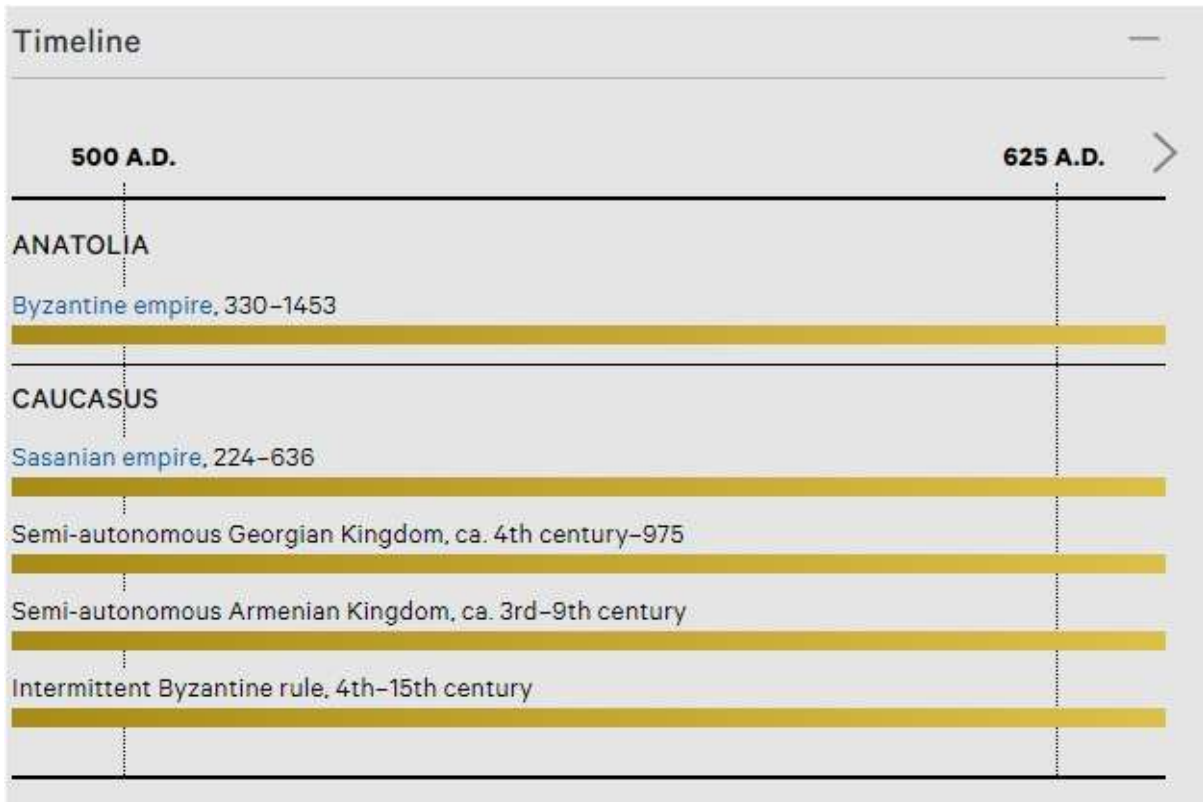 Timeline
500 A.D. 625 A.D.
ANATOLIA
Byzantine empire, 330–1453
CAUCASUS
Sasanian empire, 224–636
Semi-autonomous Georgian Kingdom, ca. 4th century–975
Semi-autonomous Armenian Kingdom, ca. 3rd–9th century
Intermittent Byzantine rule, 4th–15th century